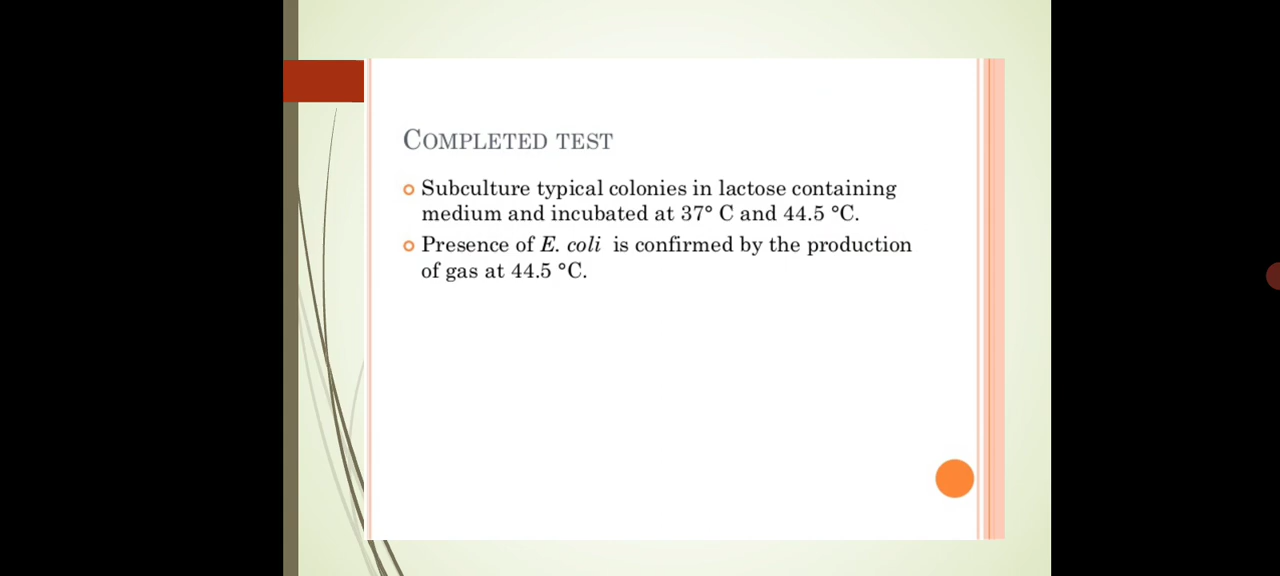 COMPLETED TEST
Subculture typical colonies in lactose containing
medium and incubated at 37° C and 44.5 °C.
Presence of E. coli is confirmed by the production
of gas at 44.5 °C.